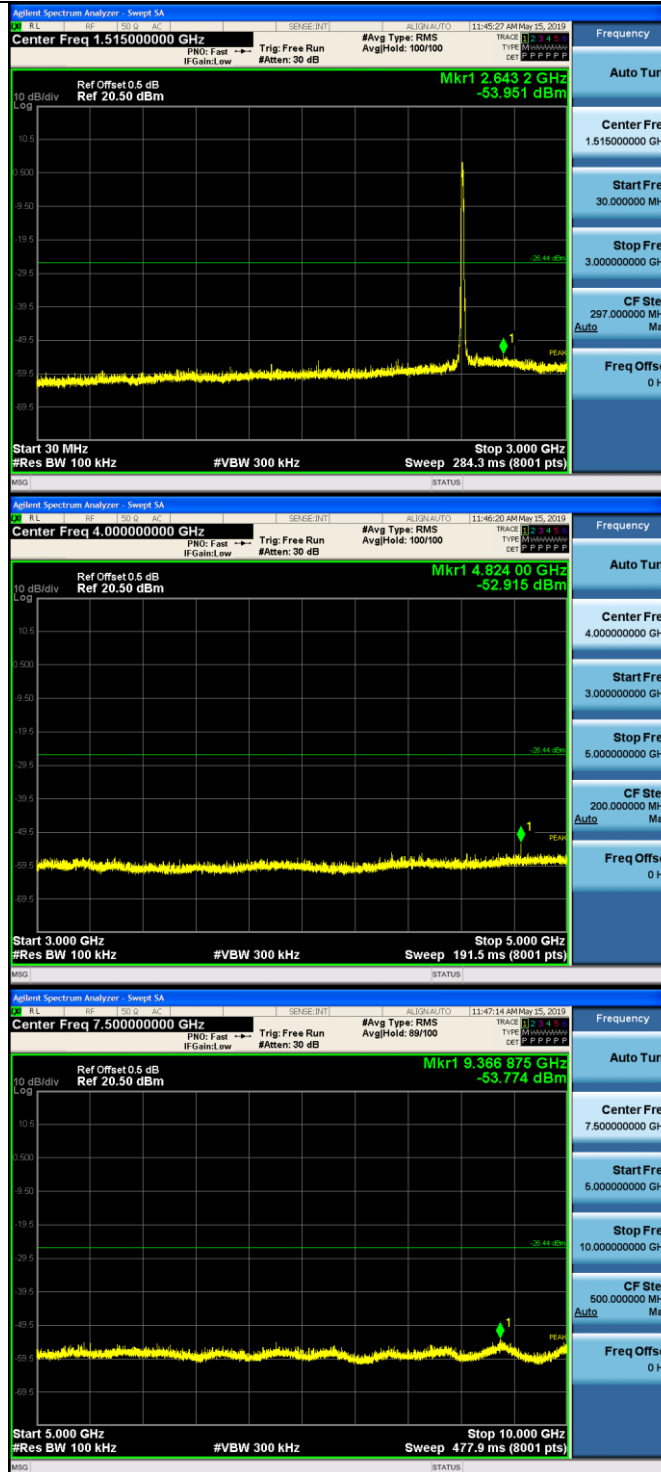 Agilent Spectrum Analyzer - Swept SA
RL RF 50 Ω AC SENSE:INT ALIGNAUTO 11:45:27 AM May 15, 2019
Center Freq 1.515000000 GHz
PNO: Fast
IFGain:Low
Trig: Free Run
#Atten: 30 dB
#Avg Type: RMS
Avg|Hold: 100/100
TRACE 1 2 3 4 5 6
TYPE M
DET P P P P P P
Mkr1 2.643 2 GHz
-53.951 dBm
Ref Offset 0.5 dB
Ref 20.50 dBm
10 dB/div
Log
10.5
0.500
-9.50
-19.5
-26.44 dBm
-29.5
-39.5
-49.5
1
PEAK
-59.5
-69.5
Start 30 MHz Stop 3.000 GHz
#Res BW 100 kHz #VBW 300 kHz Sweep 284.3 ms (8001 pts)
MSG STATUS
Frequency
Auto Tun
Center Fre
1.515000000 GH
Start Fre
30.000000 MH
Stop Fre
3.000000000 GH
CF Ste
297.000000 MH
Auto Ma
Freq Offse
0 H
Agilent Spectrum Analyzer - Swept SA
RL RF 50 Ω AC SENSE:INT ALIGNAUTO 11:46:20 AM May 15, 2019
Center Freq 4.000000000 GHz
PNO: Fast
IFGain:Low
Trig: Free Run
#Atten: 30 dB
#Avg Type: RMS
Avg|Hold: 100/100
TRACE 1 2 3 4 5 6
TYPE M
DET P P P P P P
Mkr1 4.824 00 GHz
-52.915 dBm
Ref Offset 0.5 dB
Ref 20.50 dBm
10 dB/div
Log
10.5
0.500
-9.50
-19.5
-26.44 dBm
-29.5
-39.5
-49.5
1
PEAK
-59.5
-69.5
Start 3.000 GHz Stop 5.000 GHz
#Res BW 100 kHz #VBW 300 kHz Sweep 191.5 ms (8001 pts)
MSG STATUS
Frequency
Auto Tun
Center Fre
4.000000000 GH
Start Fre
3.000000000 GH
Stop Fre
5.000000000 GH
CF Ste
200.000000 MH
Auto Ma
Freq Offse
0 H
Agilent Spectrum Analyzer - Swept SA
RL RF 50 Ω AC SENSE:INT ALIGNAUTO 11:47:14 AM May 15, 2019
Center Freq 7.500000000 GHz
PNO: Fast
IFGain:Low
Trig: Free Run
#Atten: 30 dB
#Avg Type: RMS
Avg|Hold: 89/100
TRACE 1 2 3 4 5 6
TYPE M
DET P P P P P P
Mkr1 9.366 875 GHz
-53.774 dBm
Ref Offset 0.5 dB
Ref 20.50 dBm
10 dB/div
Log
10.5
0.500
-9.50
-19.5
-26.44 dBm
-29.5
-39.5
-49.5
1
PEAK
-59.5
-69.5
Start 5.000 GHz Stop 10.000 GHz
#Res BW 100 kHz #VBW 300 kHz Sweep 477.9 ms (8001 pts)
MSG STATUS
Frequency
Auto Tun
Center Fre
7.500000000 GH
Start Fre
5.000000000 GH
Stop Fre
10.000000000 GH
CF Ste
500.000000 MH
Auto Ma
Freq Offse
0 H